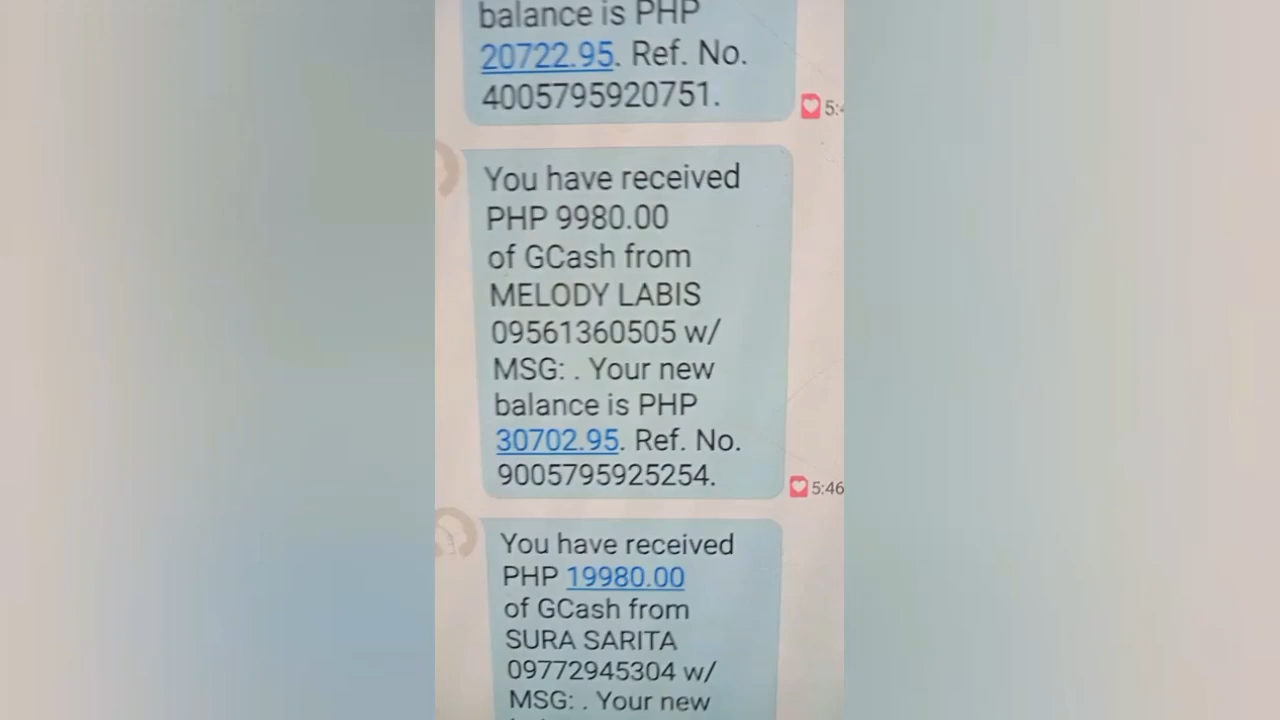 balance is PHP
20722.95. Ref. No.
4005795920751.
5:4
You have received
PHP 9980.00
of GCash from
MELODY LABIS
09561360505 w/
MSG: . Your new
balance is PHP
30702.95. Ref. No.
9005795925254.
5:46
You have received
PHP 19980.00
of GCash from
SURA SARITA
09772945304 w/
MSG: . Your new